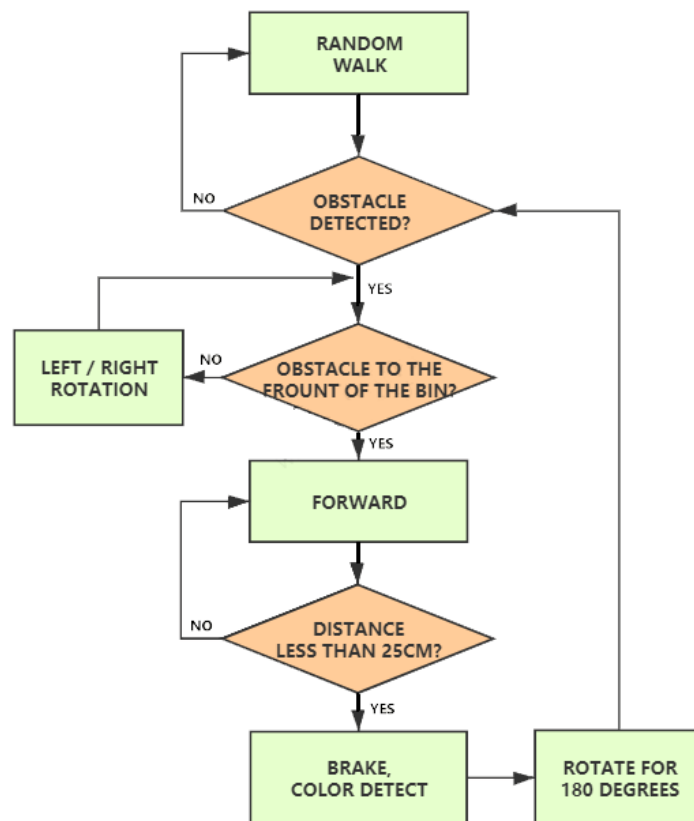 RANDOM
WALK
NO
OBSTACLE
DETECTED?
YES
LEFT / RIGHT
ROTATION
NO
OBSTACLE TO THE
FROUNT OF THE BIN?
YES
FORWARD
NO
DISTANCE
LESS THAN 25CM?
YES
BRAKE,
COLOR DETECT
ROTATE FOR
180 DEGREES